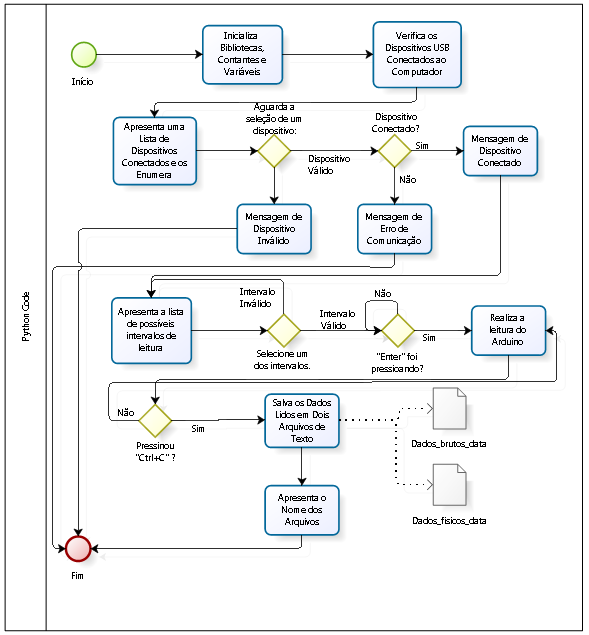 Python Code
Início
Inicializa
Bibliotecas,
Contantes e
Variáveis
Verifica os
Dispositivos USB
Conectados ao
Computador
Apresenta uma
Lista de
Dispositivos
Conectados e os
Enumera
Aguarda a
seleção de um
dispositivo:
Dispositivo
Válido
Dispositivo
Conectado?
Sim
Não
Mensagem de
Dispositivo
Conectado
Mensagem de
Dispositivo
Inválido
Mensagem de
Erro de
Comunicação
Apresenta a lista
de possíveis
intervalos de
leitura
Intervalo
Inválido
Selecione um
dos intervalos.
Intervalo
Válido
Não
"Enter" foi
pressioando?
Sim
Realiza a
leitura do
Arduino
Não
Pressinou
"Ctrl+C" ?
Sim
Salva os Dados
Lidos em Dois
Arquivos de
Texto
Dados_brutos_data
Dados_fisicos_data
Apresenta o
Nome dos
Arquivos
Fim